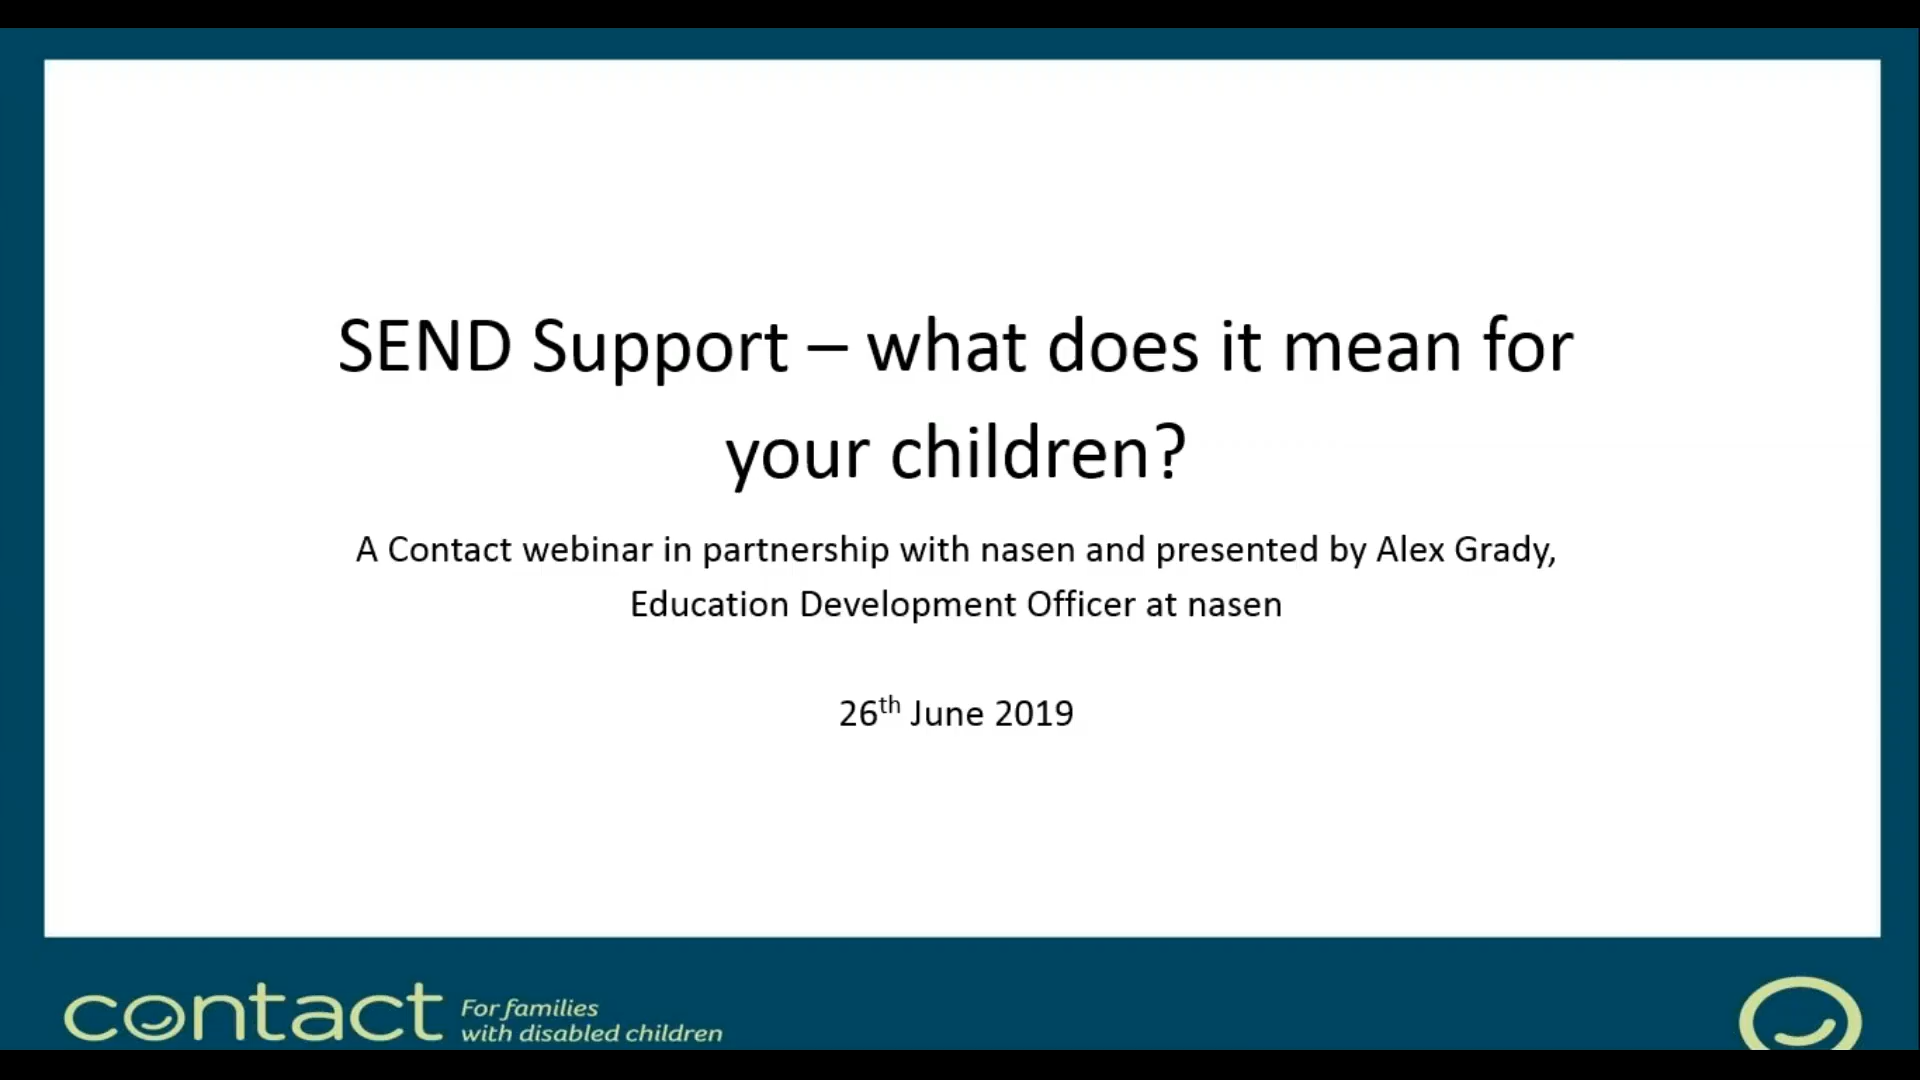 SEND Support – what does it mean for
your children?
A Contact webinar in partnership with nasen and presented by Alex Grady,
Education Development Officer at nasen
26th June 2019
contact
For families
with disabled children